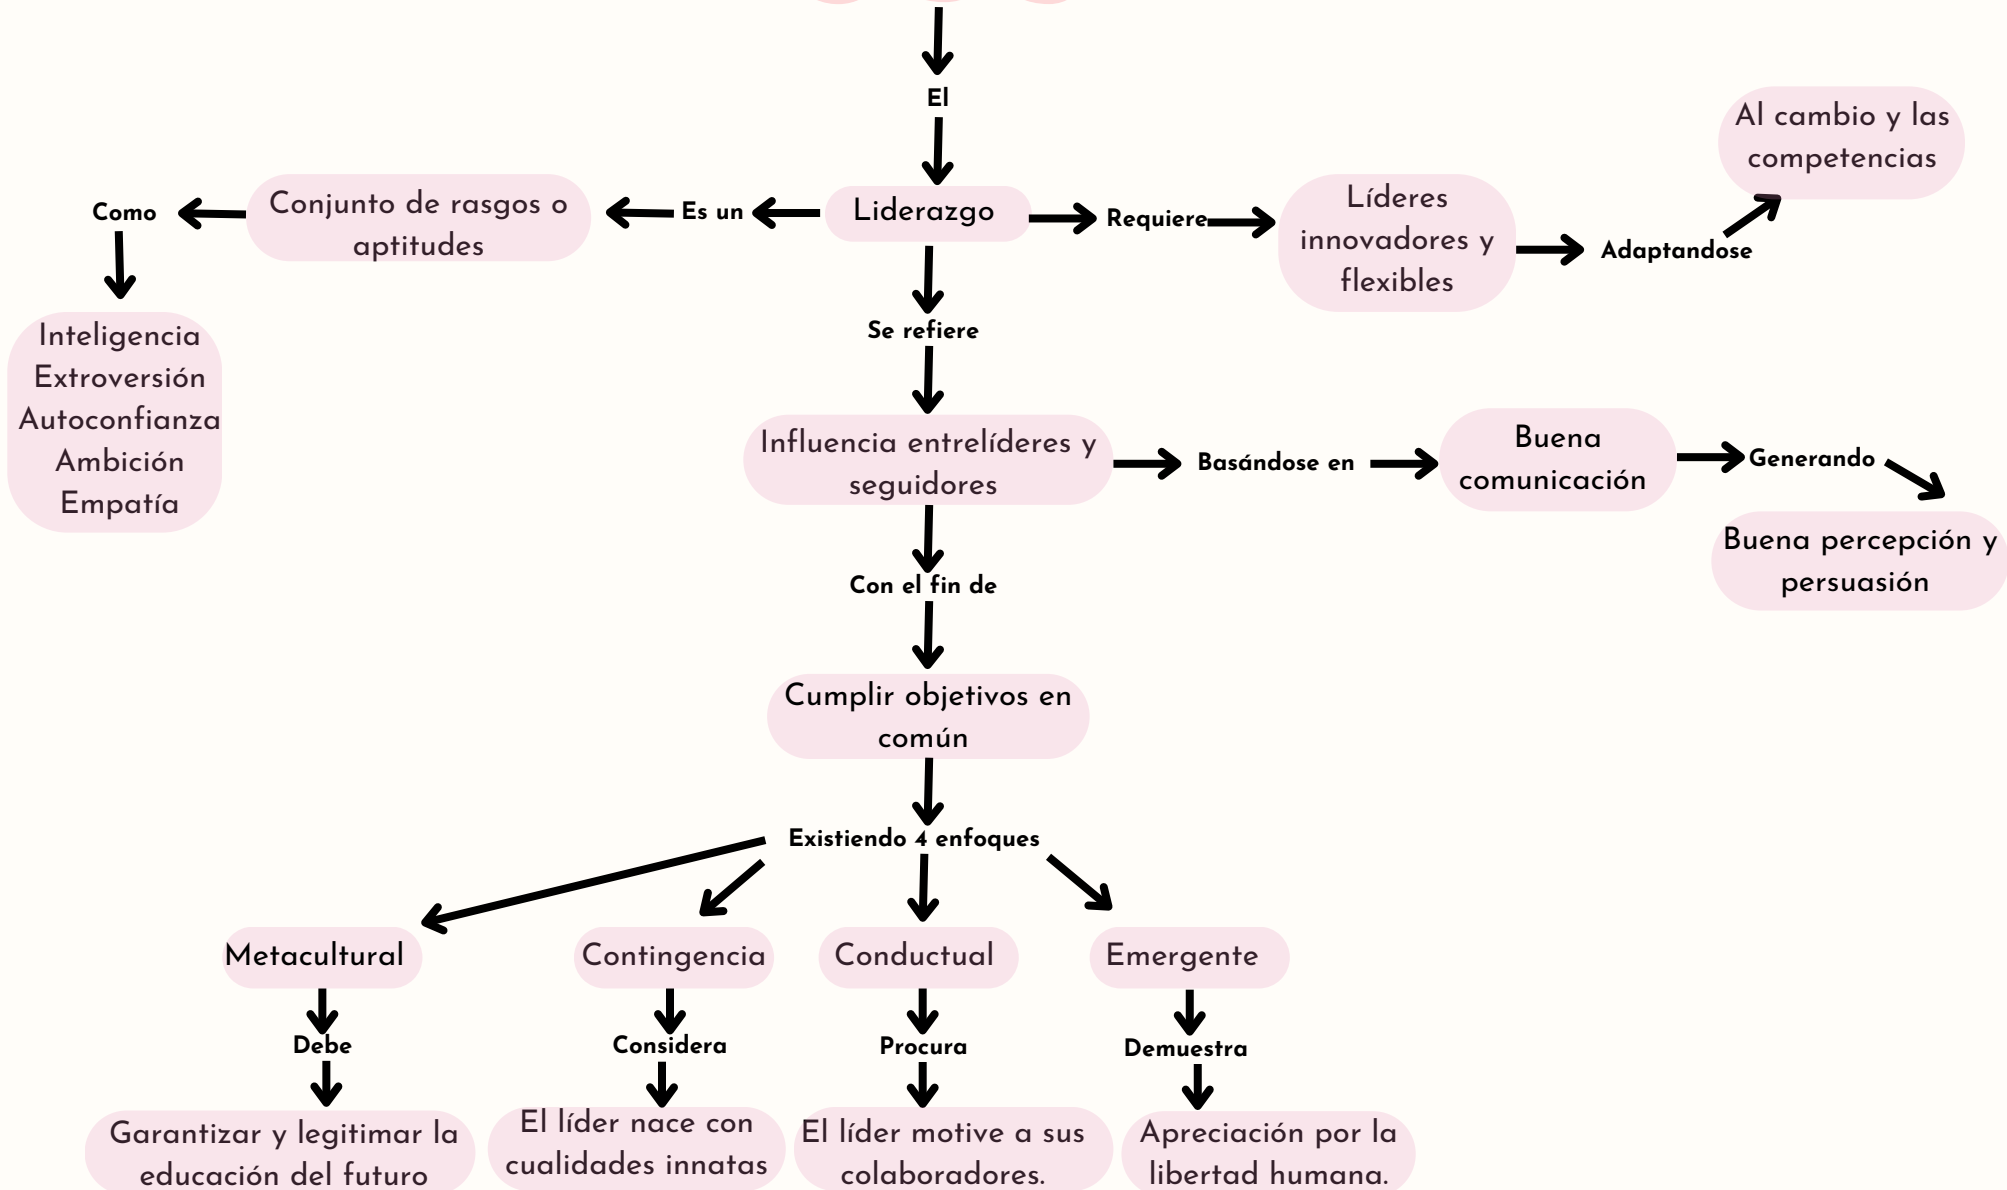 El
Liderazgo
Es un
Conjunto de rasgos o
aptitudes
Como
Inteligencia
Extroversión
Autoconfianza
Ambición
Empatía
Requiere
Líderes
innovadores y
flexibles
Adaptandose
Al cambio y las
competencias
Se refiere
Influencia entrelíderes y
seguidores
Basándose en
Buena
comunicación
Generando
Buena percepción y
persuasión
Con el fin de
Cumplir objetivos en
común
Existiendo 4 enfoques
Metacultural
Debe
Garantizar y legitimar la
educación del futuro
Contingencia
Considera
El líder nace con
cualidades innatas
Conductual
Procura
El líder motive a sus
colaboradores.
Emergente
Demuestra
Apreciación por la
libertad humana.